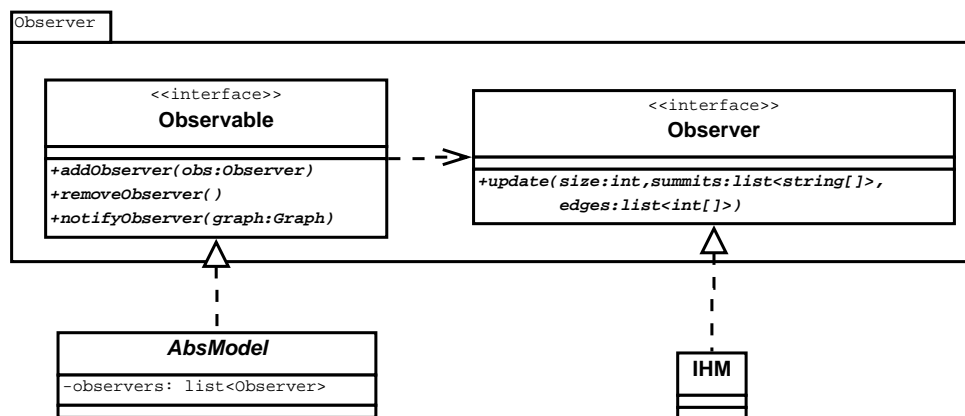 Observer
<<interface>>
Observable
+addObserver(obs:Observer)
+removeObserver()
+notifyObserver(graph:Graph)
<<interface>>
Observer
+update(size:int,summits:list<string[]>,
edges:list<int[]>)
AbsModel
-observers: list<Observer>
IHM